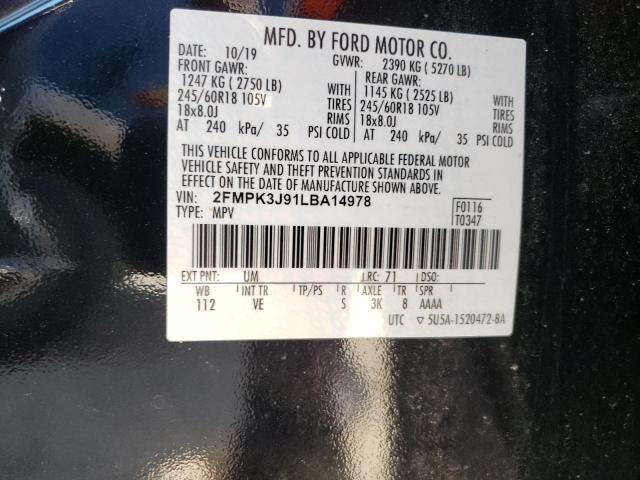 MFD. BY FORD MOTOR CO.
DATE: 10/19 GVWR: 2390 KG ( 5270 LB)
FRONT GAWR: REAR GAWR:
1247 KG ( 2750 LB) WITH 1145 KG ( 2525 LB) WITH
245/60R18 105V TIRES 245/60R18 105V TIRES
18x8.0J RIMS 18x8.0J RIMS
AT 240 kPa/ 35 PSI COLD AT 240 kPa/ 35 PSI COLD
THIS VEHICLE CONFORMS TO ALL APPLICABLE FEDERAL MOTOR
VEHICLE SAFETY AND THEFT PREVENTION STANDARDS IN
EFFECT ON THE DATE OF MANUFACTURE SHOWN ABOVE.
VIN: 2FMPK3J91LBA14978 F0116
TYPE: MPV T0347
EXT PNT: UM LRC: 71 DSO:
WB INT TR TP/PS R AXLE TR SPR
112 VE S 3K 8 AAAA
UTC ▽ 5U5A-1520472-BA